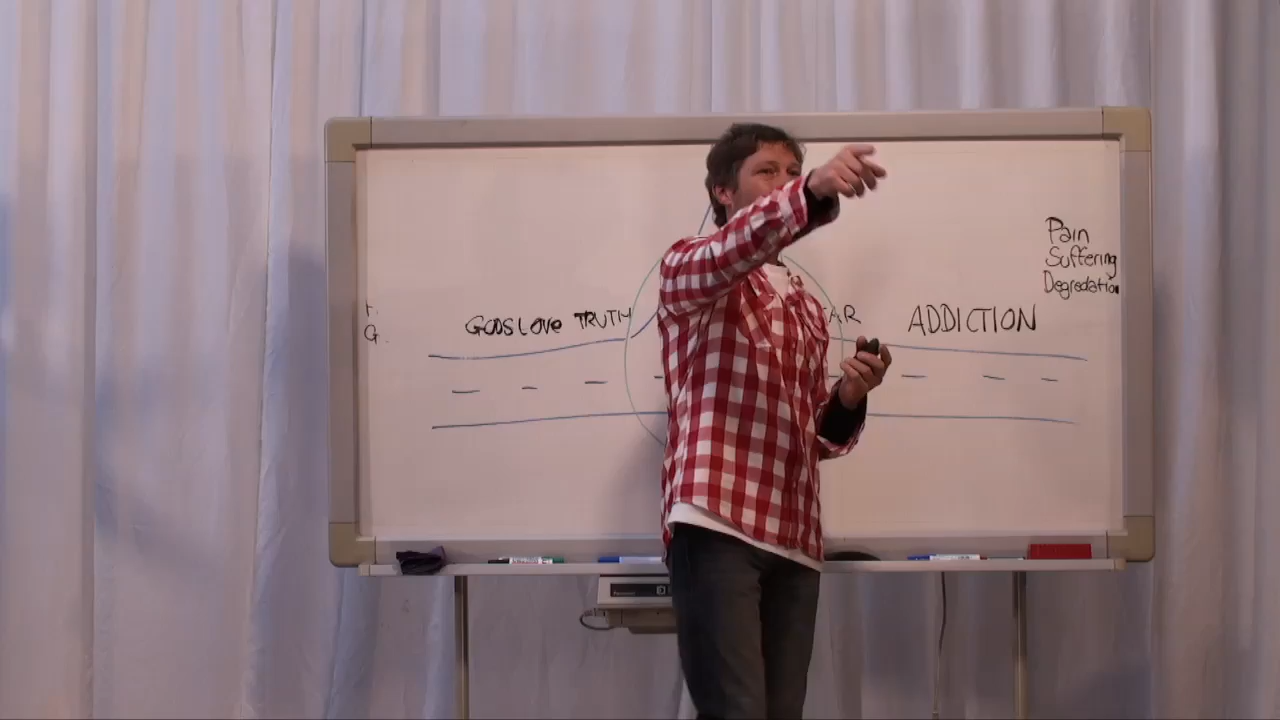 Pain
Suffering
Degredation
GODS LOVE TRUTH
ADDICTION
G.